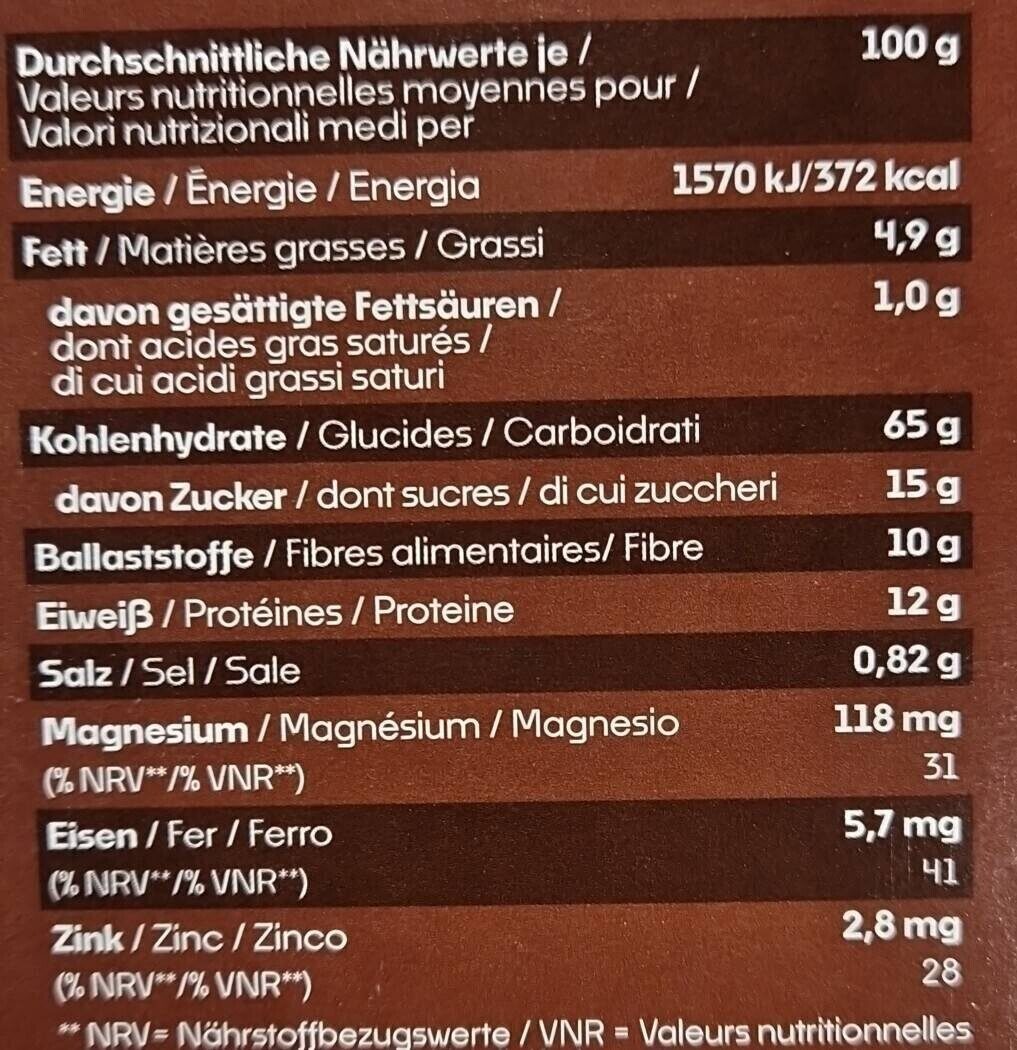 Durchschnittliche Nährwerte je / 100 g
Valeurs nutritionnelles moyennes pour /
Valori nutrizionali medi per
Energie / Énergie / Energia 1570 kJ/372 kcal
Fett / Matières grasses / Grassi 4,9 g
davon gesättigte Fettsäuren / 1,0 g
dont acides gras saturés /
di cui acidi grassi saturi
Kohlenhydrate / Glucides / Carboidrati 65 g
davon Zucker / dont sucres / di cui zuccheri 15 g
Ballaststoffe / Fibres alimentaires/ Fibre 10 g
Eiweiß / Protéines / Proteine 12 g
Salz / Sel / Sale 0,82 g
Magnesium / Magnésium / Magnesio 118 mg
(% NRV**/% VNR**) 31
Eisen / Fer / Ferro 5,7 mg
(% NRV**/% VNR**) 41
Zink / Zinc / Zinco 2,8 mg
(% NRV**/% VNR**) 28
** NRV= Nährstoffbezugswerte / VNR = Valeurs nutritionnelles